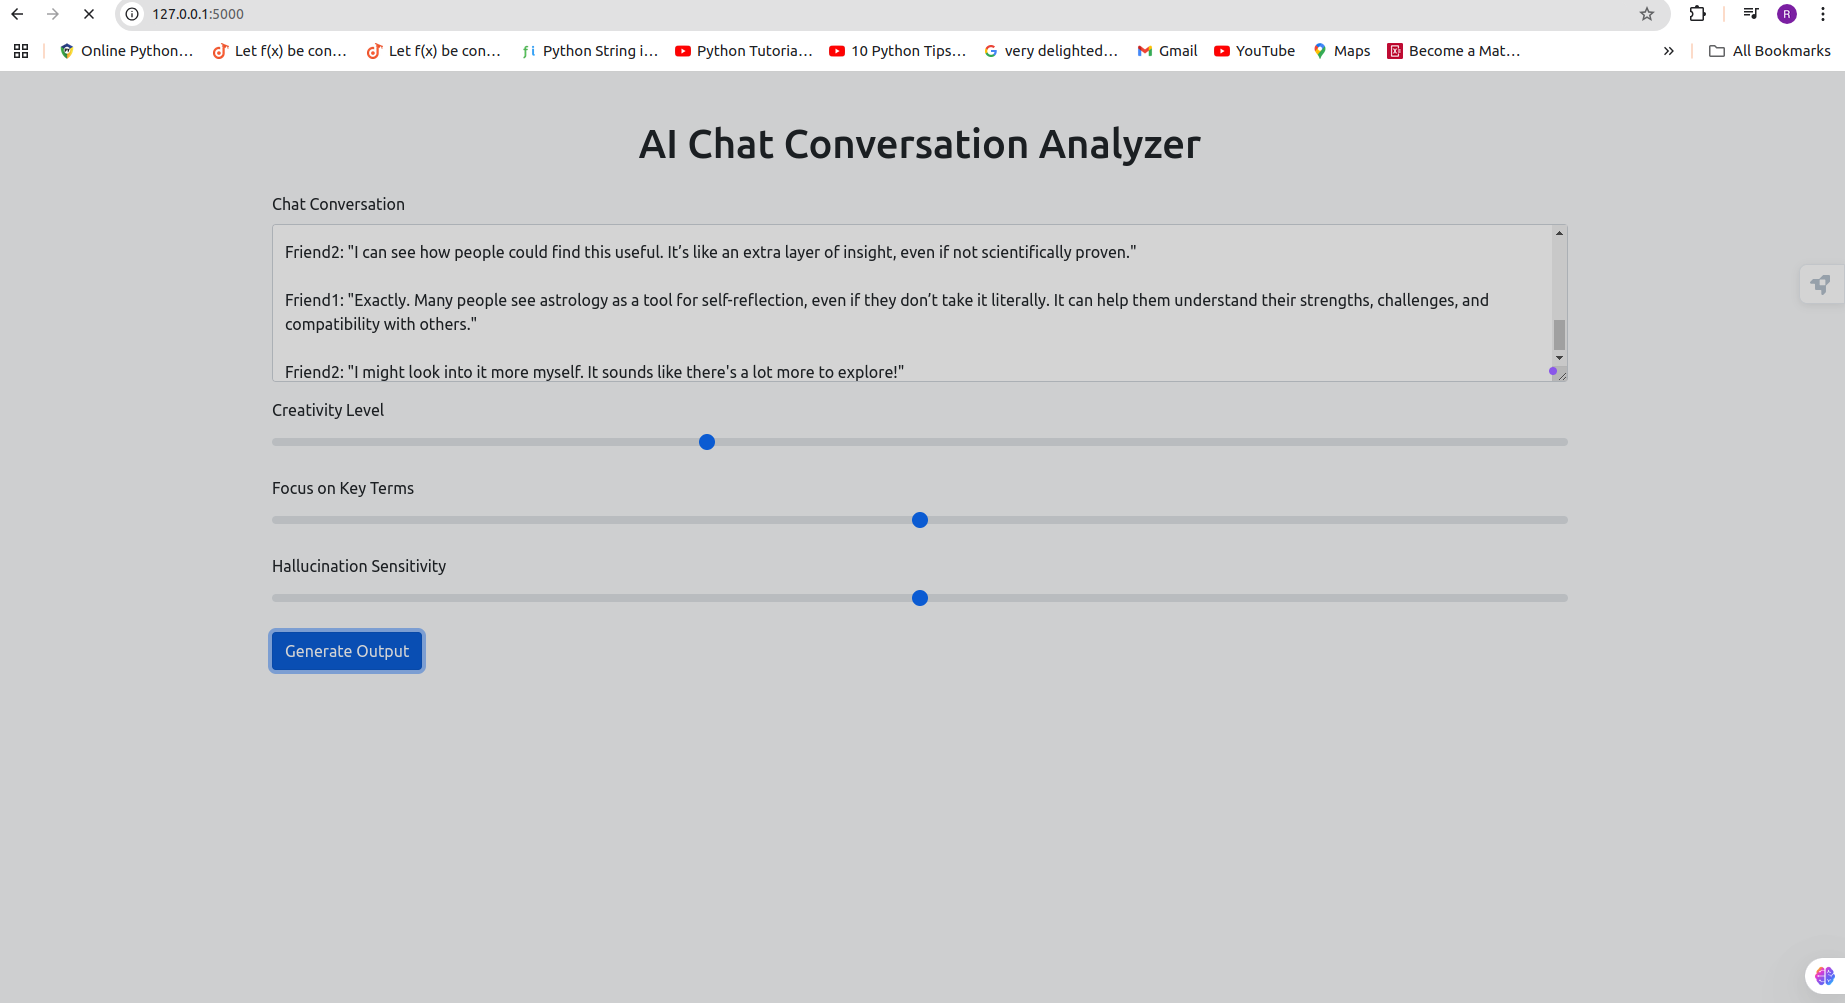 127.0.0.1:5000
Online Python... Let f(x) be con... Let f(x) be con... Python String i... Python Tutoria... 10 Python Tips... very delighted... Gmail YouTube Maps Become a Mat... » All Bookmarks
AI Chat Conversation Analyzer
Chat Conversation
Friend2: "I can see how people could find this useful. It’s like an extra layer of insight, even if not scientifically proven."
Friend1: "Exactly. Many people see astrology as a tool for self-reflection, even if they don’t take it literally. It can help them understand their strengths, challenges, and
compatibility with others."
Friend2: "I might look into it more myself. It sounds like there's a lot more to explore!"
Creativity Level
Focus on Key Terms
Hallucination Sensitivity
Generate Output